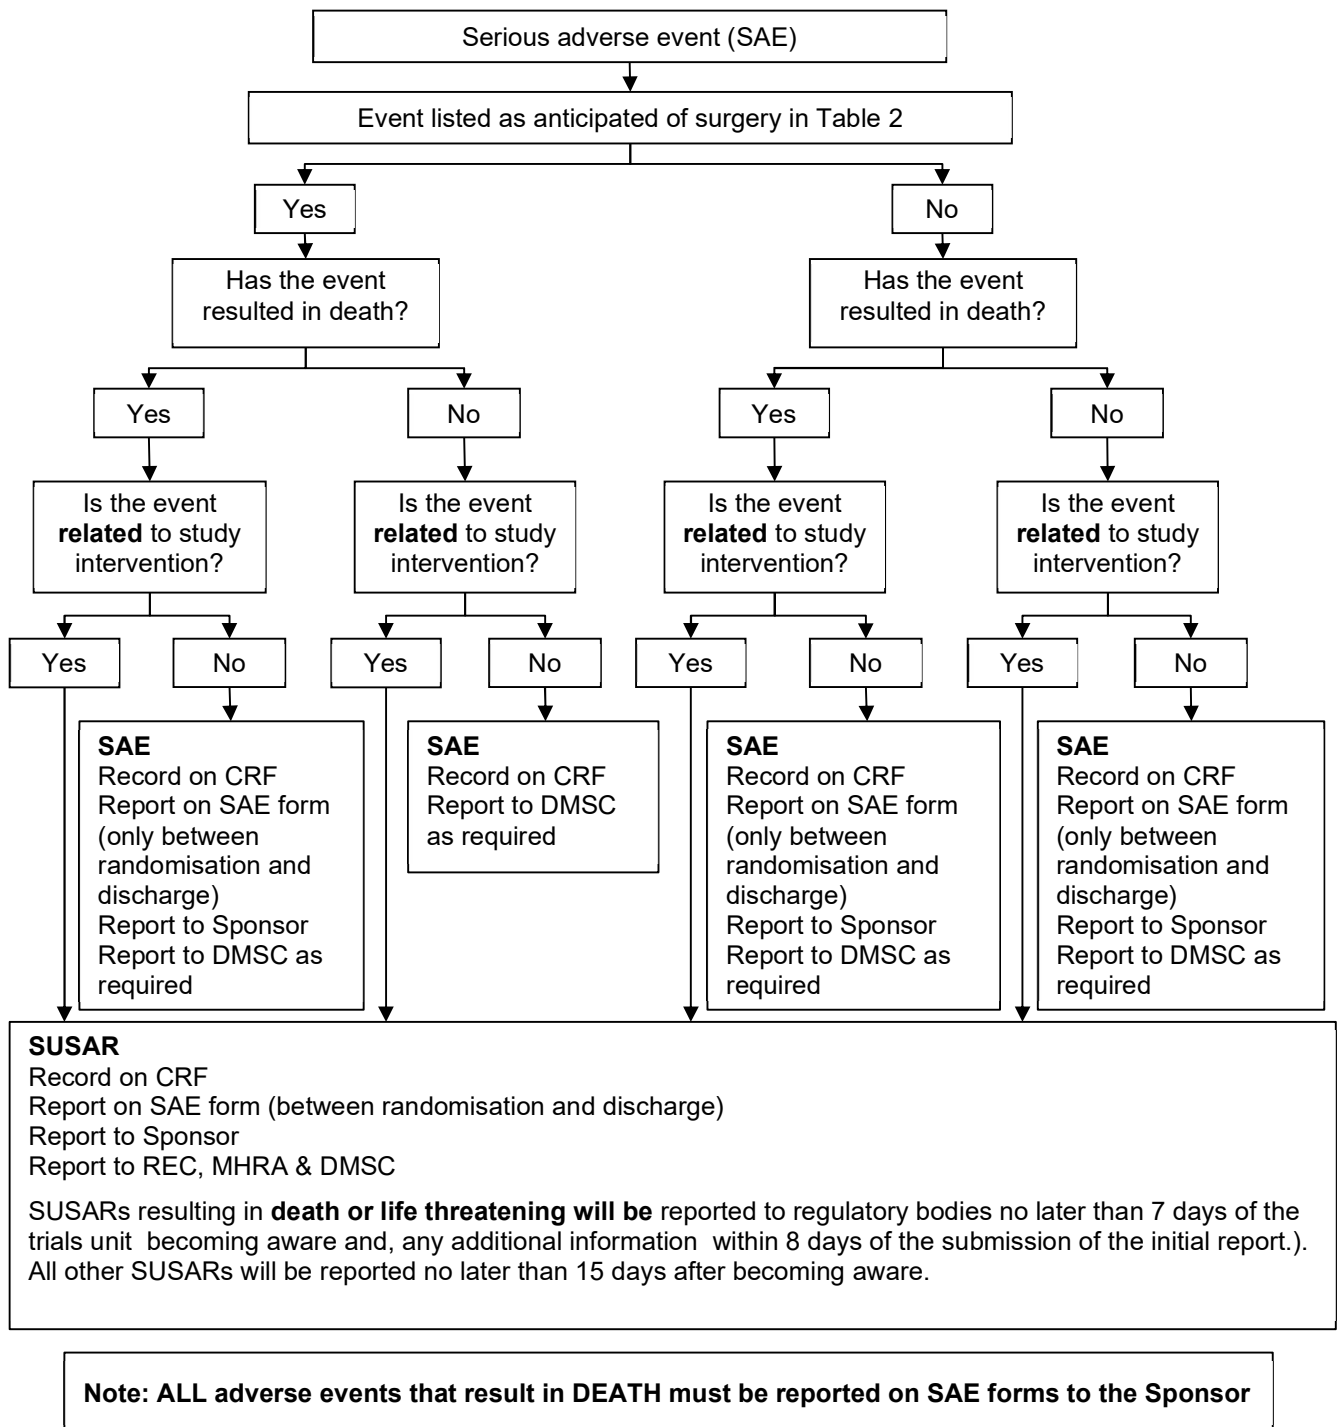 Serious adverse event (SAE)
Event listed as anticipated of surgery in Table 2
Yes
No
Has the event
resulted in death?
Has the event
resulted in death?
Yes
No
Yes
No
Is the event
related to study
intervention?
Is the event
related to study
intervention?
Is the event
related to study
intervention?
Is the event
related to study
intervention?
Yes
No
Yes
No
Yes
No
Yes
No
SAE
Record on CRF
Report on SAE form
(only between
randomisation and
discharge)
Report to Sponsor
Report to DMSC as
required
SAE
Record on CRF
Report to DMSC
as required
SAE
Record on CRF
Report on SAE form
(only between
randomisation and
discharge)
Report to Sponsor
Report to DMSC as
required
SAE
Record on CRF
Report on SAE form
(only between
randomisation and
discharge)
Report to Sponsor
Report to DMSC as
required
SUSAR
Record on CRF
Report on SAE form (between randomisation and discharge)
Report to Sponsor
Report to REC, MHRA & DMSC
SUSARs resulting in death or life threatening will be reported to regulatory bodies no later than 7 days of the
trials unit becoming aware and, any additional information within 8 days of the submission of the initial report.).
All other SUSARs will be reported no later than 15 days after becoming aware.
Note: ALL adverse events that result in DEATH must be reported on SAE forms to the Sponsor